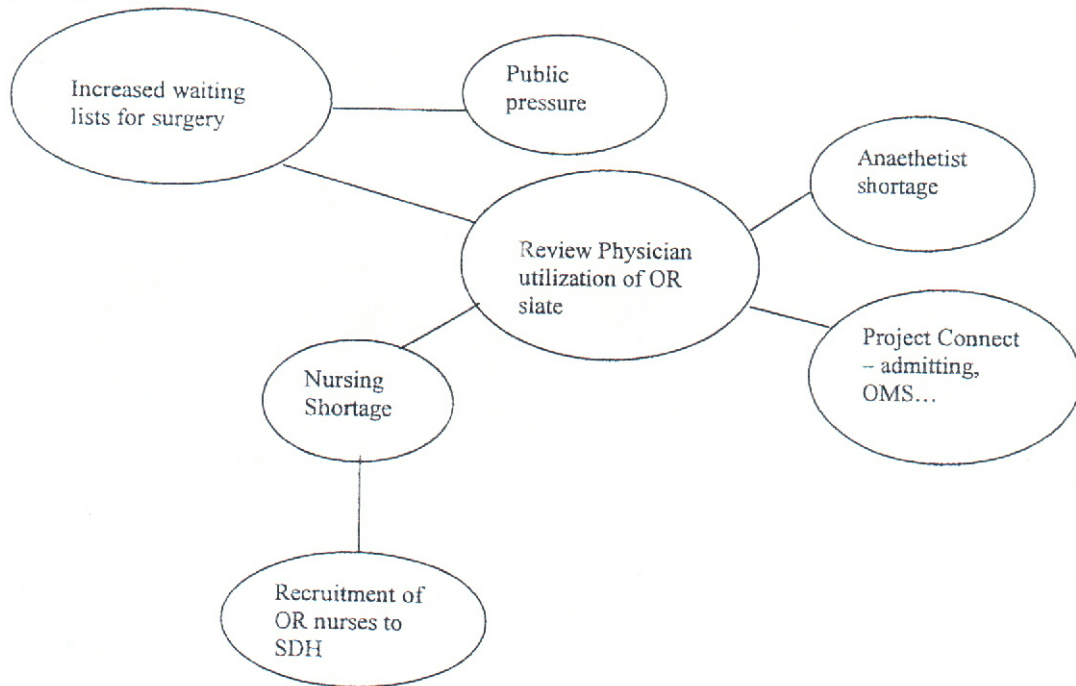 Increased waiting
lists for surgery
Public
pressure
Anaethetist
shortage
Review Physician
utilization of OR
slate
Project Connect
– admitting,
OMS...
Nursing
Shortage
Recruitment of
OR nurses to
SDH